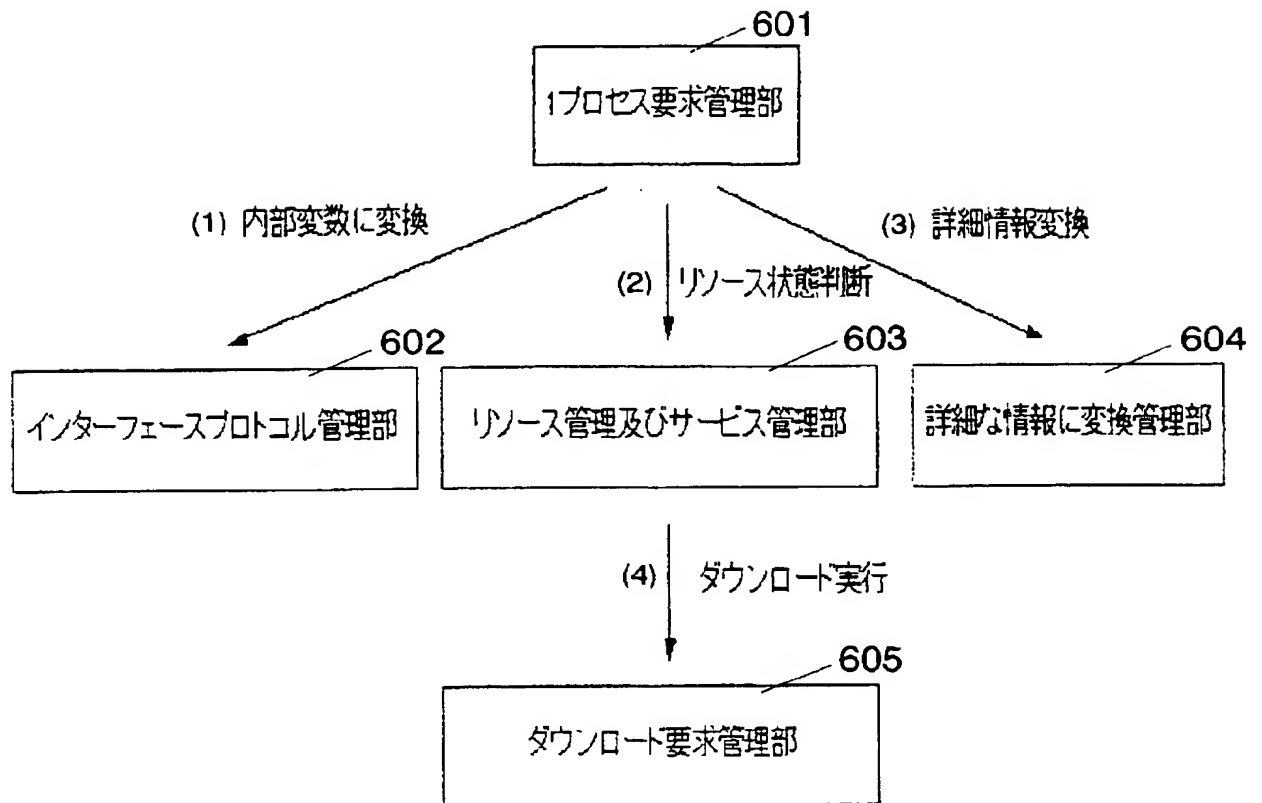 601
1プロセス要求管理部
(1) 内部変数に変換
(3) 詳細情報変換
(2) リソース状態判断
602
603
604
インターフェースプロトコル管理部
リソース管理及びサービス管理部
詳細な情報に変換管理部
(4) ダウンロード実行
605
ダウンロード要求管理部